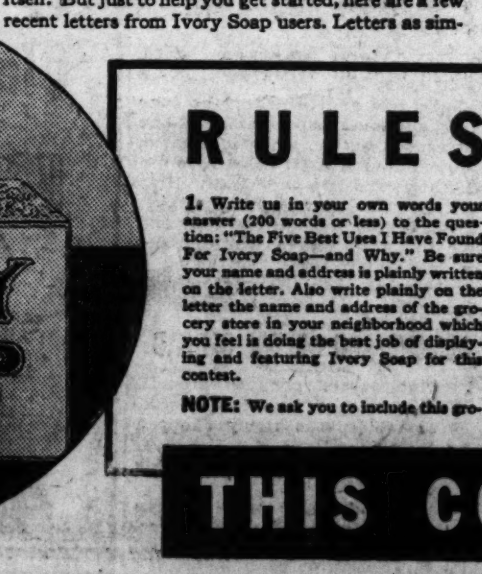 itself. But just to help you get started, here are a few
recent letters from Ivory Soap users. Letters as sim-
RULES
1. Write us in your own words your
answer (200 words or less) to the ques-
tion: "The Five Best Uses I Have Found
For Ivory Soap—and Why." Be sure
your name and address is plainly written
on the letter. Also write plainly on the
letter the name and address of the gro-
cery store in your neighborhood which
you feel is doing the best job of display-
ing and featuring Ivory Soap for this
contest.
NOTE: We ask you to include this gro-
THIS CO
Y
P